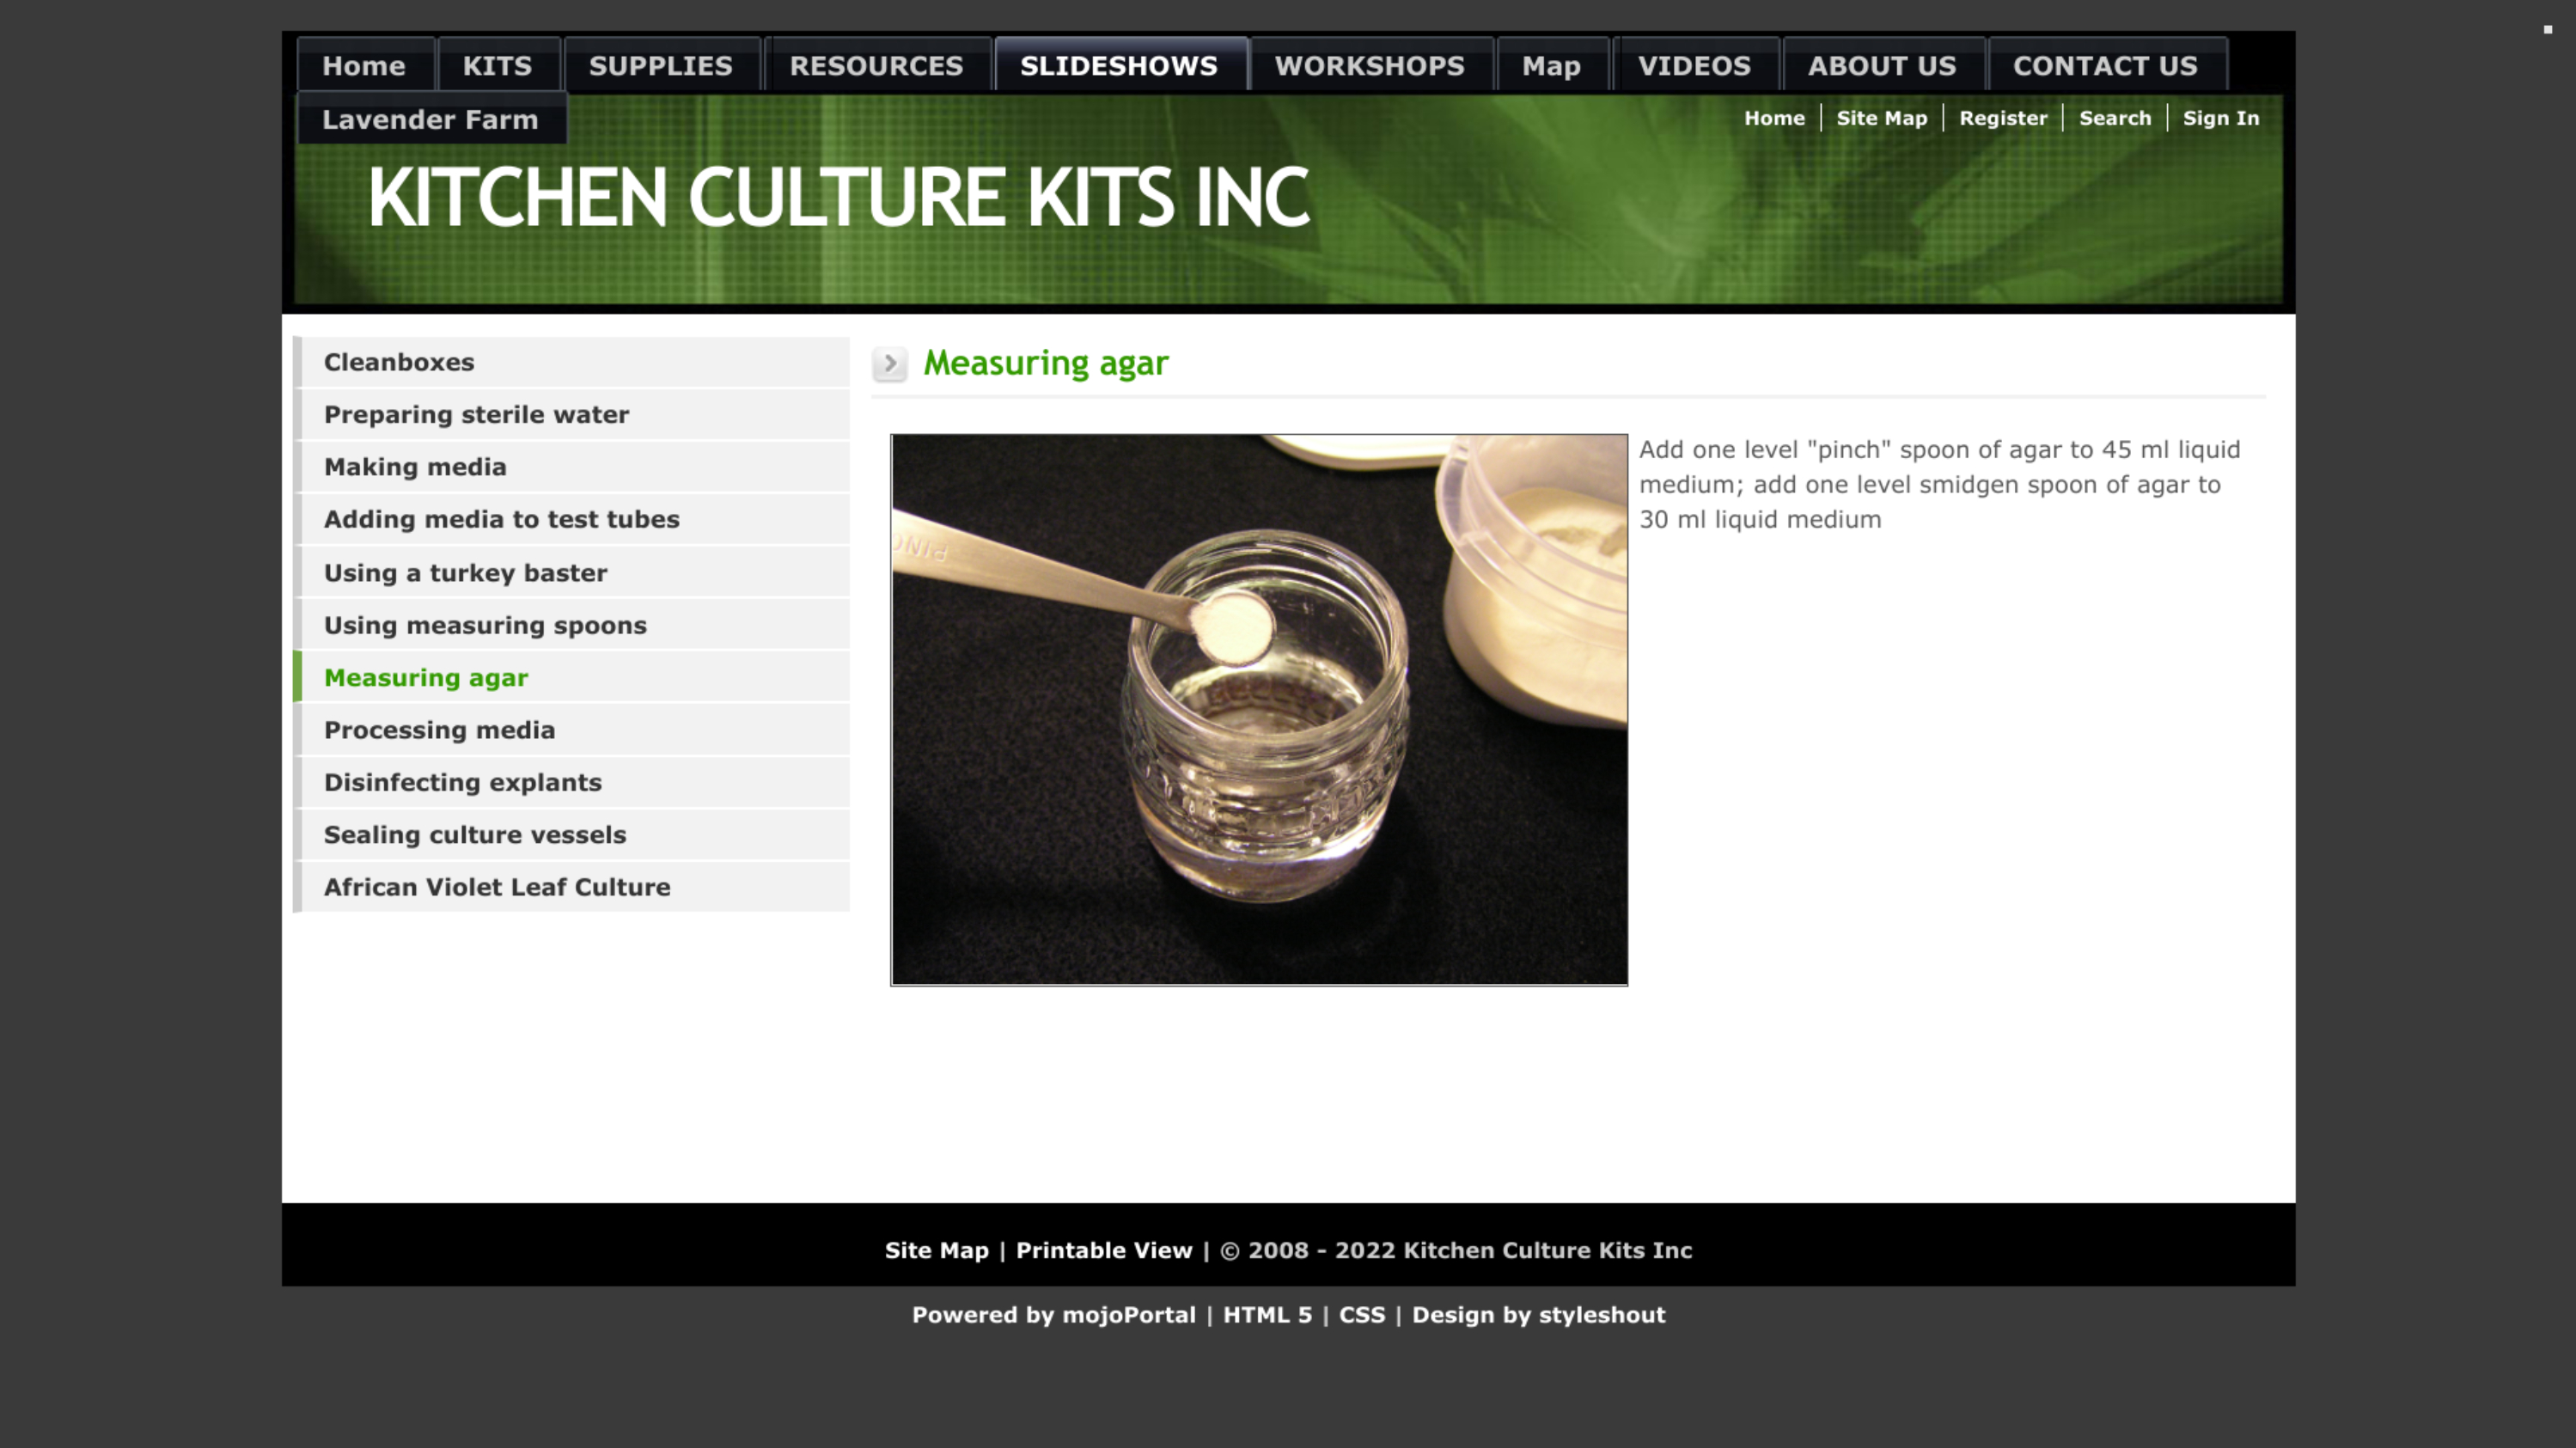 Home KITS SUPPLIES RESOURCES SLIDESHOWS WORKSHOPS Map VIDEOS ABOUT US CONTACT US
Lavender Farm
Home Site Map Register Search Sign In
KITCHEN CULTURE KITS INC
Cleanboxes
Preparing sterile water
Making media
Adding media to test tubes
Using a turkey baster
Using measuring spoons
Measuring agar
Processing media
Disinfecting explants
Sealing culture vessels
African Violet Leaf Culture
Measuring agar
PINC
Add one level "pinch" spoon of agar to 45 ml liquid
medium; add one level smidgen spoon of agar to
30 ml liquid medium
Site Map | Printable View | © 2008 - 2022 Kitchen Culture Kits Inc
Powered by mojoPortal | HTML 5 | CSS | Design by styleshout